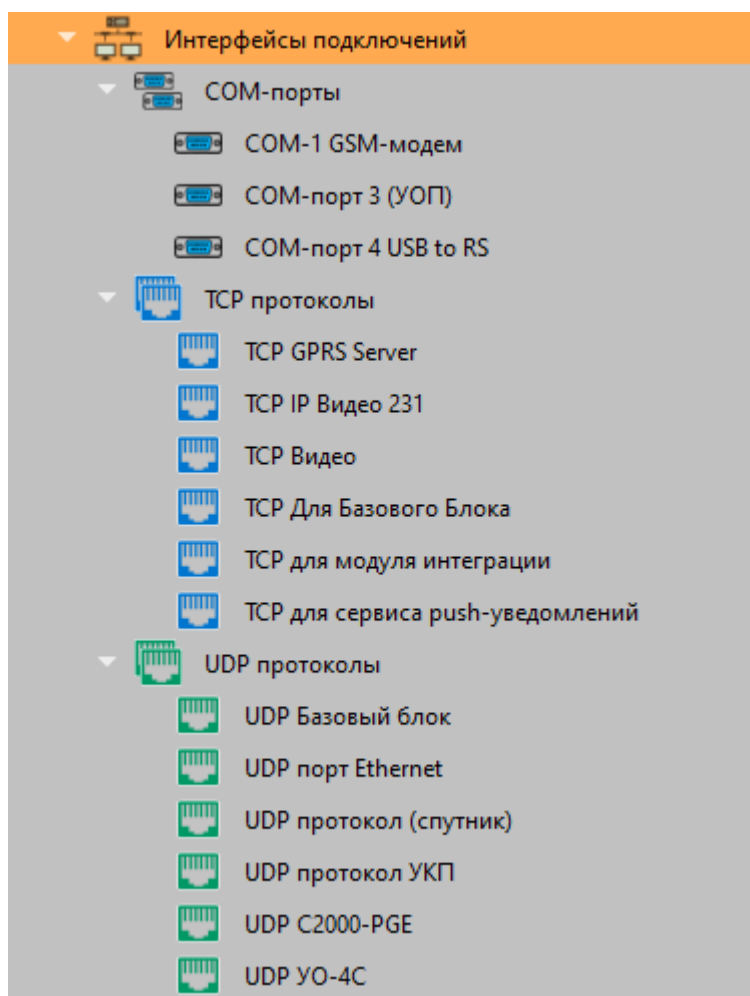 Интерфейсы подключений
COM-порты
COM-1 GSM-модем
COM-порт 3 (УОП)
COM-порт 4 USB to RS
TCP протоколы
TCP GPRS Server
TCP IP Видео 231
TCP Видео
TCP Для Базового Блока
TCP для модуля интеграции
TCP для сервиса push-уведомлений
UDP протоколы
UDP Базовый блок
UDP порт Ethernet
UDP протокол (спутник)
UDP протокол УКП
UDP С2000-PGE
UDP УО-4С